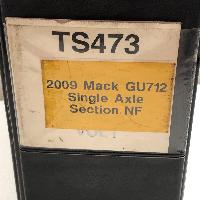 TS473
2009 Mack GU712
Single Axle
Section NF